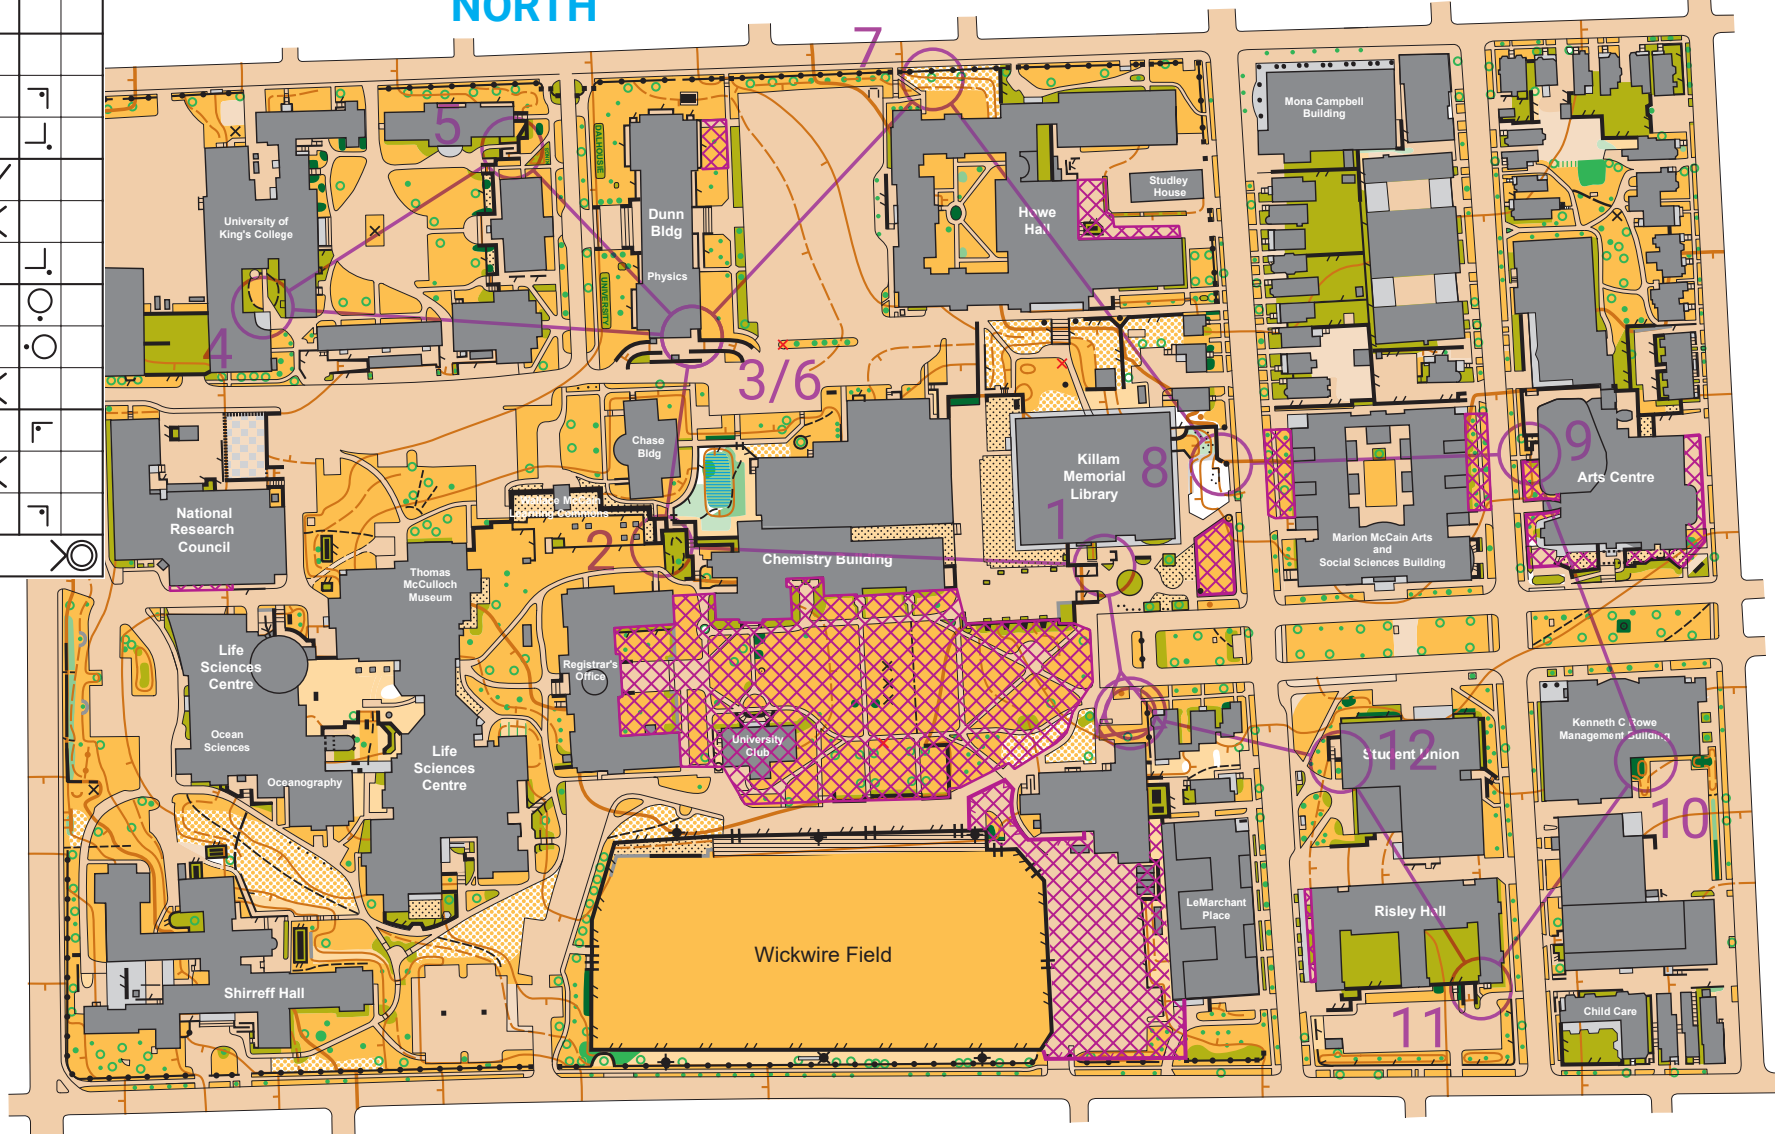 NORTH
7
Mona Campbell
Building
5
DALHOUSIE
Studley
House
University of
King's College
Dunn
Bldg
Howe
Hall
Physics
UNIVERSITY
4
3/6
Chase
Bldg
Killam
Memorial
Library
8
9
Arts Centre
National
Research
Council
Learning Commons
1
2
Chemistry Building
Marion McCain Arts
and
Social Sciences Building
Thomas
McCulloch
Museum
Life
Sciences
Centre
Registrar's
Office
Ocean
Sciences
University
Club
Kenneth C Rowe
Management Building
Student Union
12
Life
Sciences
Centre
Oceanography
10
LeMarchant
Place
Risley Hall
Wickwire Field
Shirreff Hall
11
Child Care